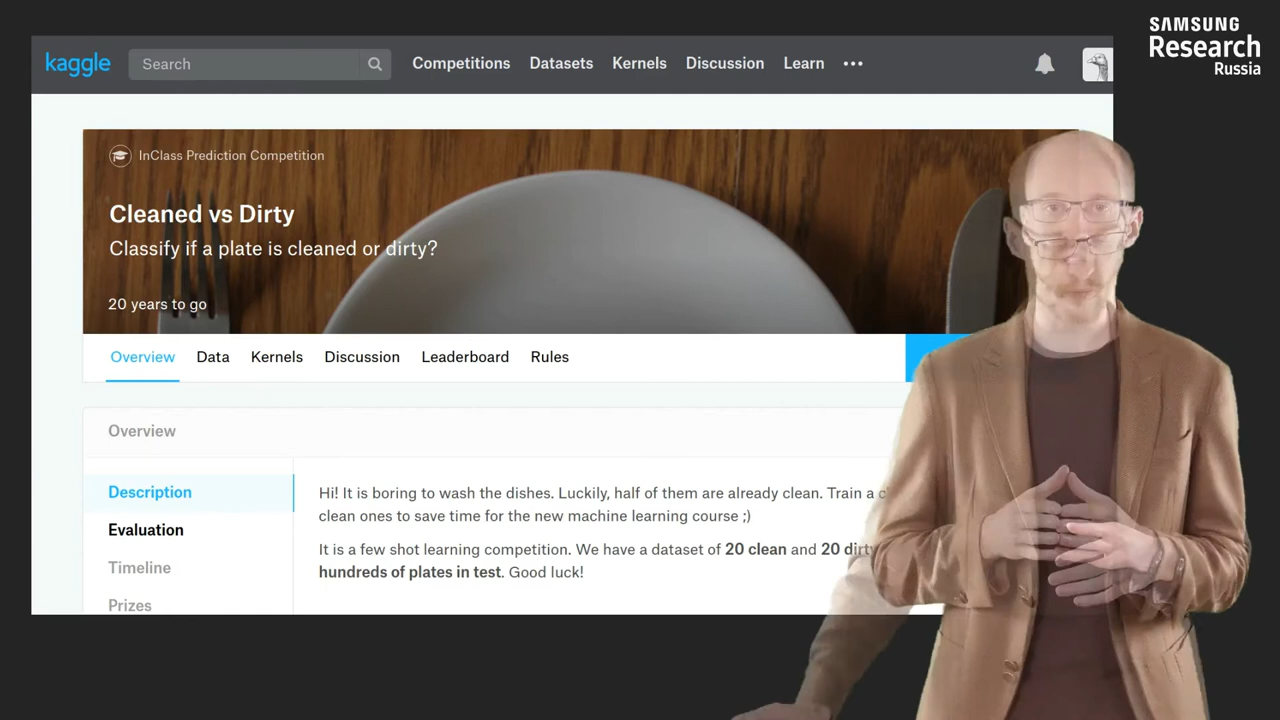 SAMSUNG
Research
Russia
kaggle
Search
Competitions
Datasets
Kernels
Discussion
Learn
InClass Prediction Competition
Cleaned vs Dirty
Classify if a plate is cleaned or dirty?
20 years to go
Overview
Data
Kernels
Discussion
Leaderboard
Rules
Overview
Description
Evaluation
Timeline
Prizes
Hi! It is boring to wash the dishes. Luckily, half of them are already clean. Train a
clean ones to save time for the new machine learning course ;)
It is a few shot learning competition. We have a dataset of 20 clean and 20 dirty
hundreds of plates in test. Good luck!